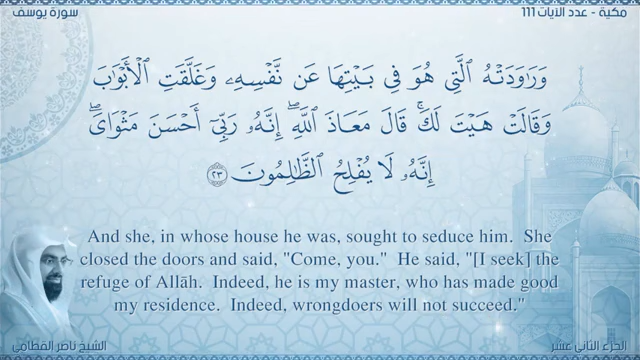 مكية - عدد الآيات 111
سورة يوسف
وَرَٰوَدَتْهُ ٱلَّتِى هُوَ فِى بَيْتِهَا عَن نَّفْسِهِۦ وَغَلَّقَتِ ٱلْأَبْوَٰبَ
وَقَالَتْ هَيْتَ لَكَ ۚ قَالَ مَعَاذَ ٱللَّهِ ۖ إِنَّهُۥ رَبِّىٓ أَحْسَنَ مَثْوَاىَ ۖ
إِنَّهُۥ لَا يُفْلِحُ ٱلظَّٰلِمُونَ ٢٣
And she, in whose house he was, sought to seduce him. She
closed the doors and said, "Come, you." He said, "[I seek] the
refuge of Allāh. Indeed, he is my master, who has made good
my residence. Indeed, wrongdoers will not succeed."
الجزء الثاني عشر
الشيخ ناصر القطامي